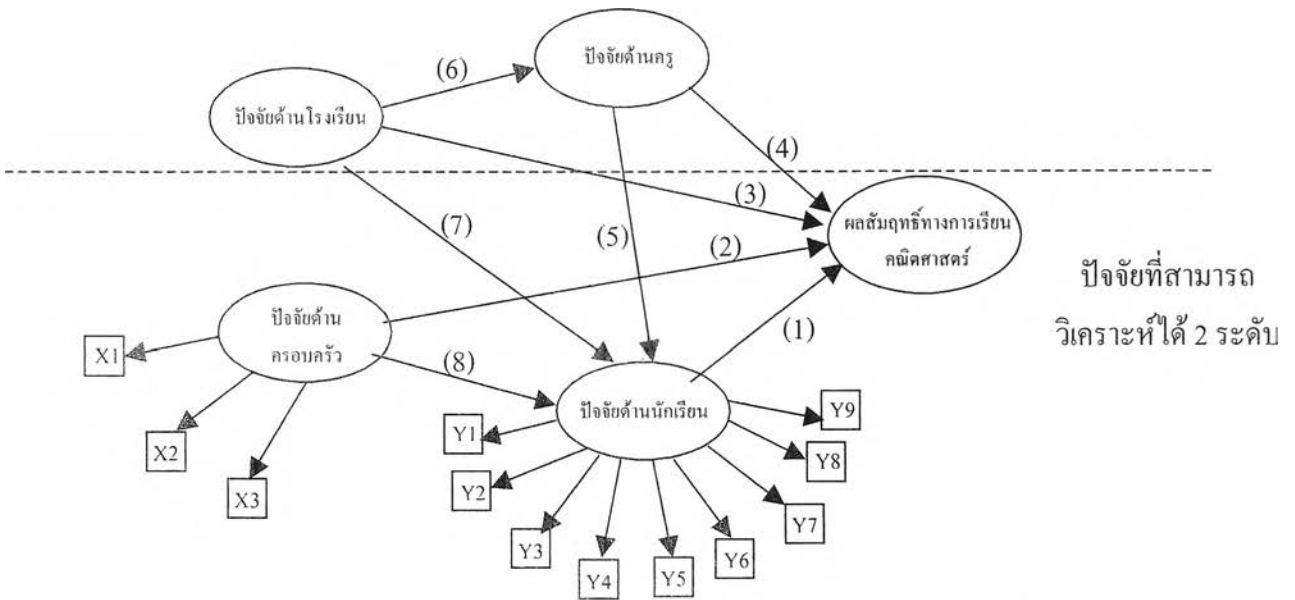 ปัจจัยด้านครู
(6)
ปัจจัยด้านโรงเรียน
(4)
(3)
(7)
(5)
(2)
ผลสัมฤทธิ์ทางการเรียน
คณิตศาสตร์
ปัจจัยที่สามารถ
วิเคราะห์ได้ 2 ระดับ
ปัจจัยด้าน
ครอบครัว
(1)
X1
(8)
X2
X3
ปัจจัยด้านนักเรียน
Y1
Y2
Y3
Y4
Y5
Y6
Y7
Y8
Y9